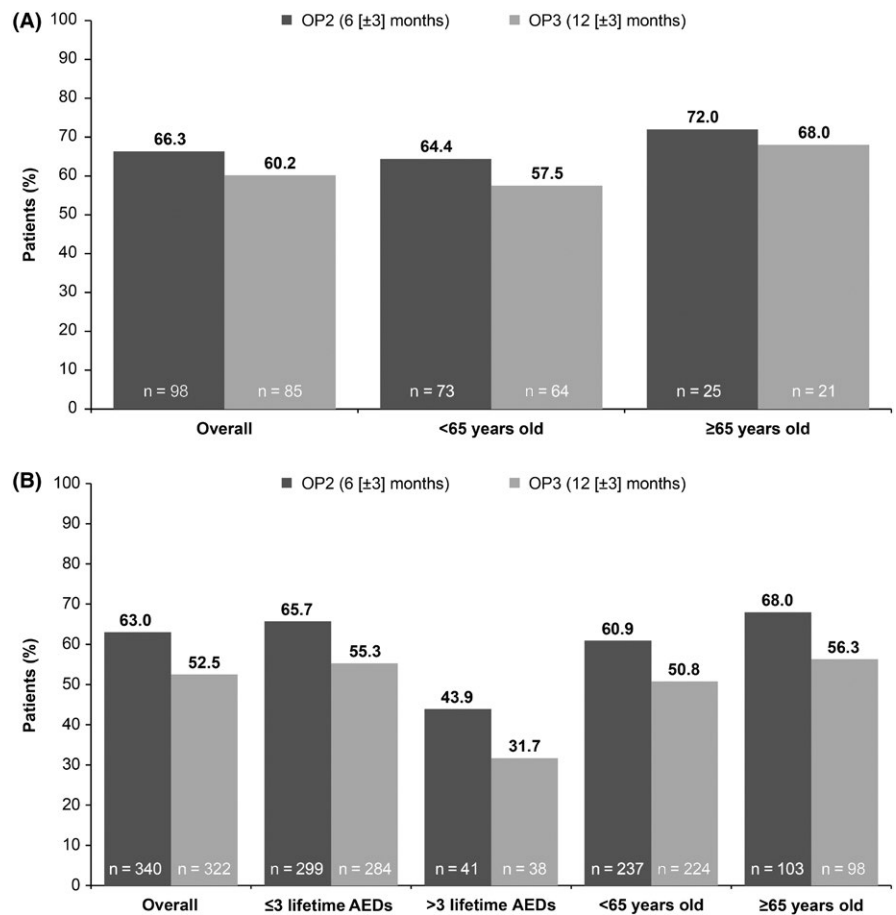 (A)
OP2 (6 [±3] months) OP3 (12 [±3] months)
Patients (%)
100
90
80
70
60
50
40
30
20
10
0
66.3 60.2 64.4 57.5 72.0 68.0
n = 98 n = 85 n = 73 n = 64 n = 25 n = 21
Overall <65 years old ≥65 years old
(B)
OP2 (6 [±3] months) OP3 (12 [±3] months)
Patients (%)
100
90
80
70
60
50
40
30
20
10
0
63.0 52.5 65.7 55.3 43.9 31.7 60.9 50.8 68.0 56.3
n = 340 n = 322 n = 299 n = 284 n = 41 n = 38 n = 237 n = 224 n = 103 n = 98
Overall ≤3 lifetime AEDs >3 lifetime AEDs <65 years old ≥65 years old